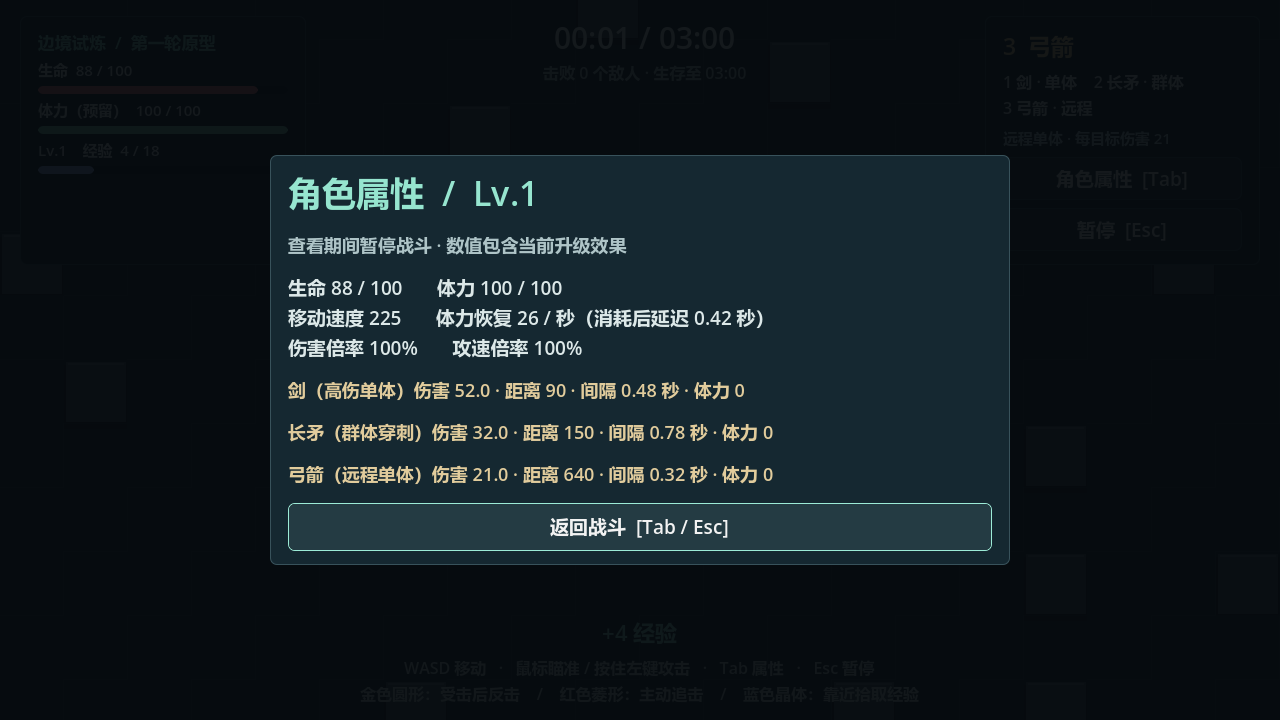 边境试炼 / 第一轮原型
生命 88 / 100
体力（预留） 100 / 100
Lv.1 经验 4 / 18
00:01 / 03:00
击败 0 个敌人 · 生存至 03:00
3 弓箭
1 剑 · 单体 2 长矛 · 群体
3 弓箭 · 远程
远程单体 · 每目标伤害 21
角色属性 [Tab]
暂停 [Esc]
角色属性 / Lv.1
查看期间暂停战斗 · 数值包含当前升级效果
生命 88 / 100 体力 100 / 100
移动速度 225 体力恢复 26 / 秒（消耗后延迟 0.42 秒）
伤害倍率 100% 攻速倍率 100%
剑（高伤单体）伤害 52.0 · 距离 90 · 间隔 0.48 秒 · 体力 0
长矛（群体穿刺）伤害 32.0 · 距离 150 · 间隔 0.78 秒 · 体力 0
弓箭（远程单体）伤害 21.0 · 距离 640 · 间隔 0.32 秒 · 体力 0
返回战斗 [Tab / Esc]
+4 经验
WASD 移动 · 鼠标瞄准 / 按住左键攻击 · Tab 属性 · Esc 暂停
金色圆形：受击后反击 / 红色菱形：主动追击 / 蓝色晶体：靠近拾取经验